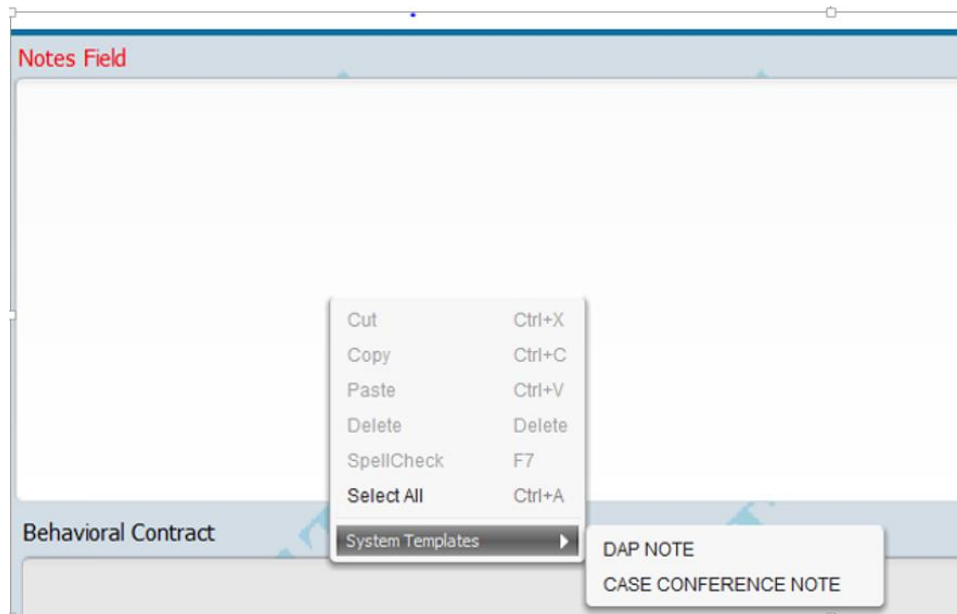 Notes Field
Cut Ctrl+X
Copy Ctrl+C
Paste Ctrl+V
Delete Delete
SpellCheck F7
Select All Ctrl+A
Behavioral Contract
System Templates
DAP NOTE
CASE CONFERENCE NOTE